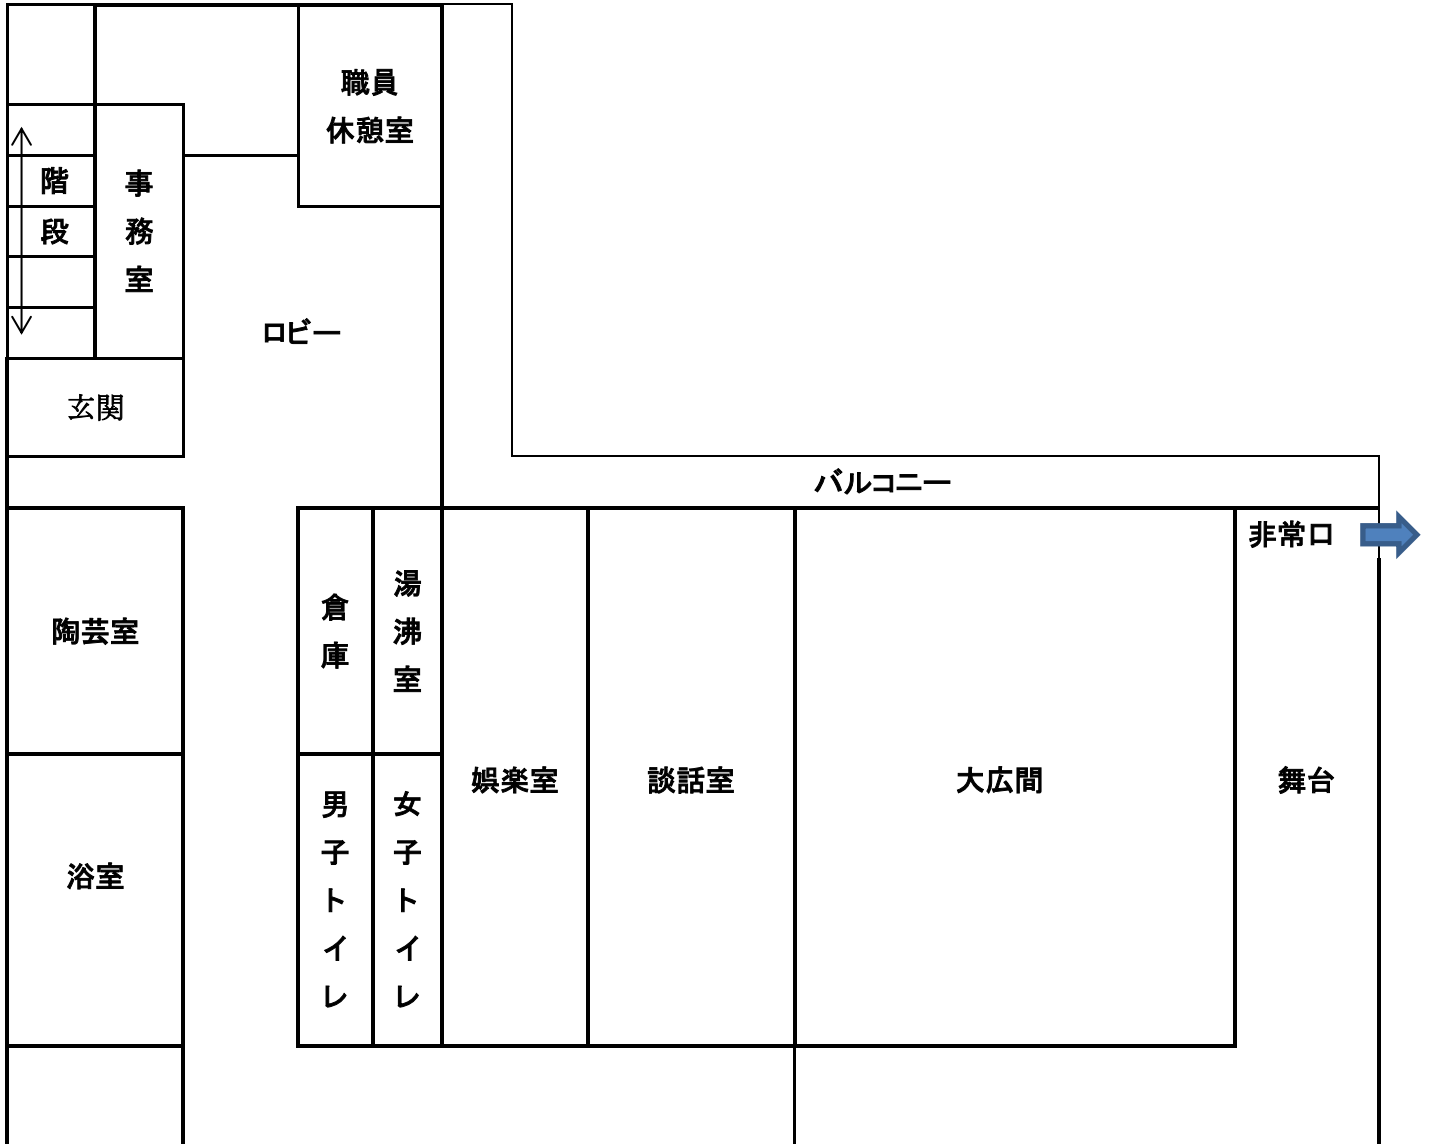 職員
休憩室
階
段
事
務
室
ロビー
玄関
バルコニー
非常口
陶芸室
倉
庫
湯
沸
室
娯楽室
談話室
大広間
舞台
浴室
男
子
ト
イ
レ
女
子
ト
イ
レ